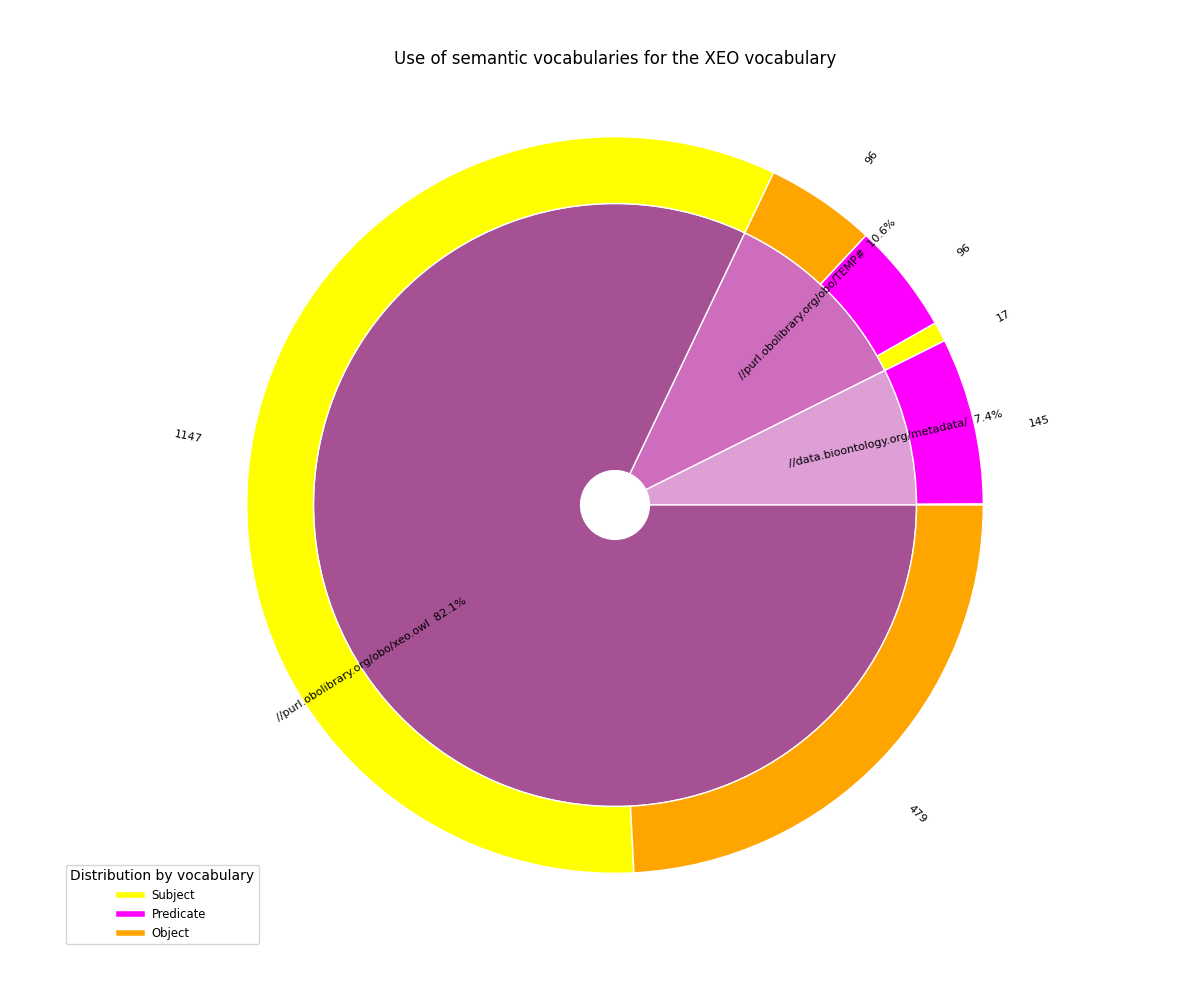 Use of semantic vocabularies for the XEO vocabulary
96
//purl.obolibrary.org/obo/TEMP#  10.6%
96
17
145
//data.bioontology.org/metadata/  7.4%
1147
//purl.obolibrary.org/obo/xeo.owl  82.1%
479
Distribution by vocabulary
Subject
Predicate
Object